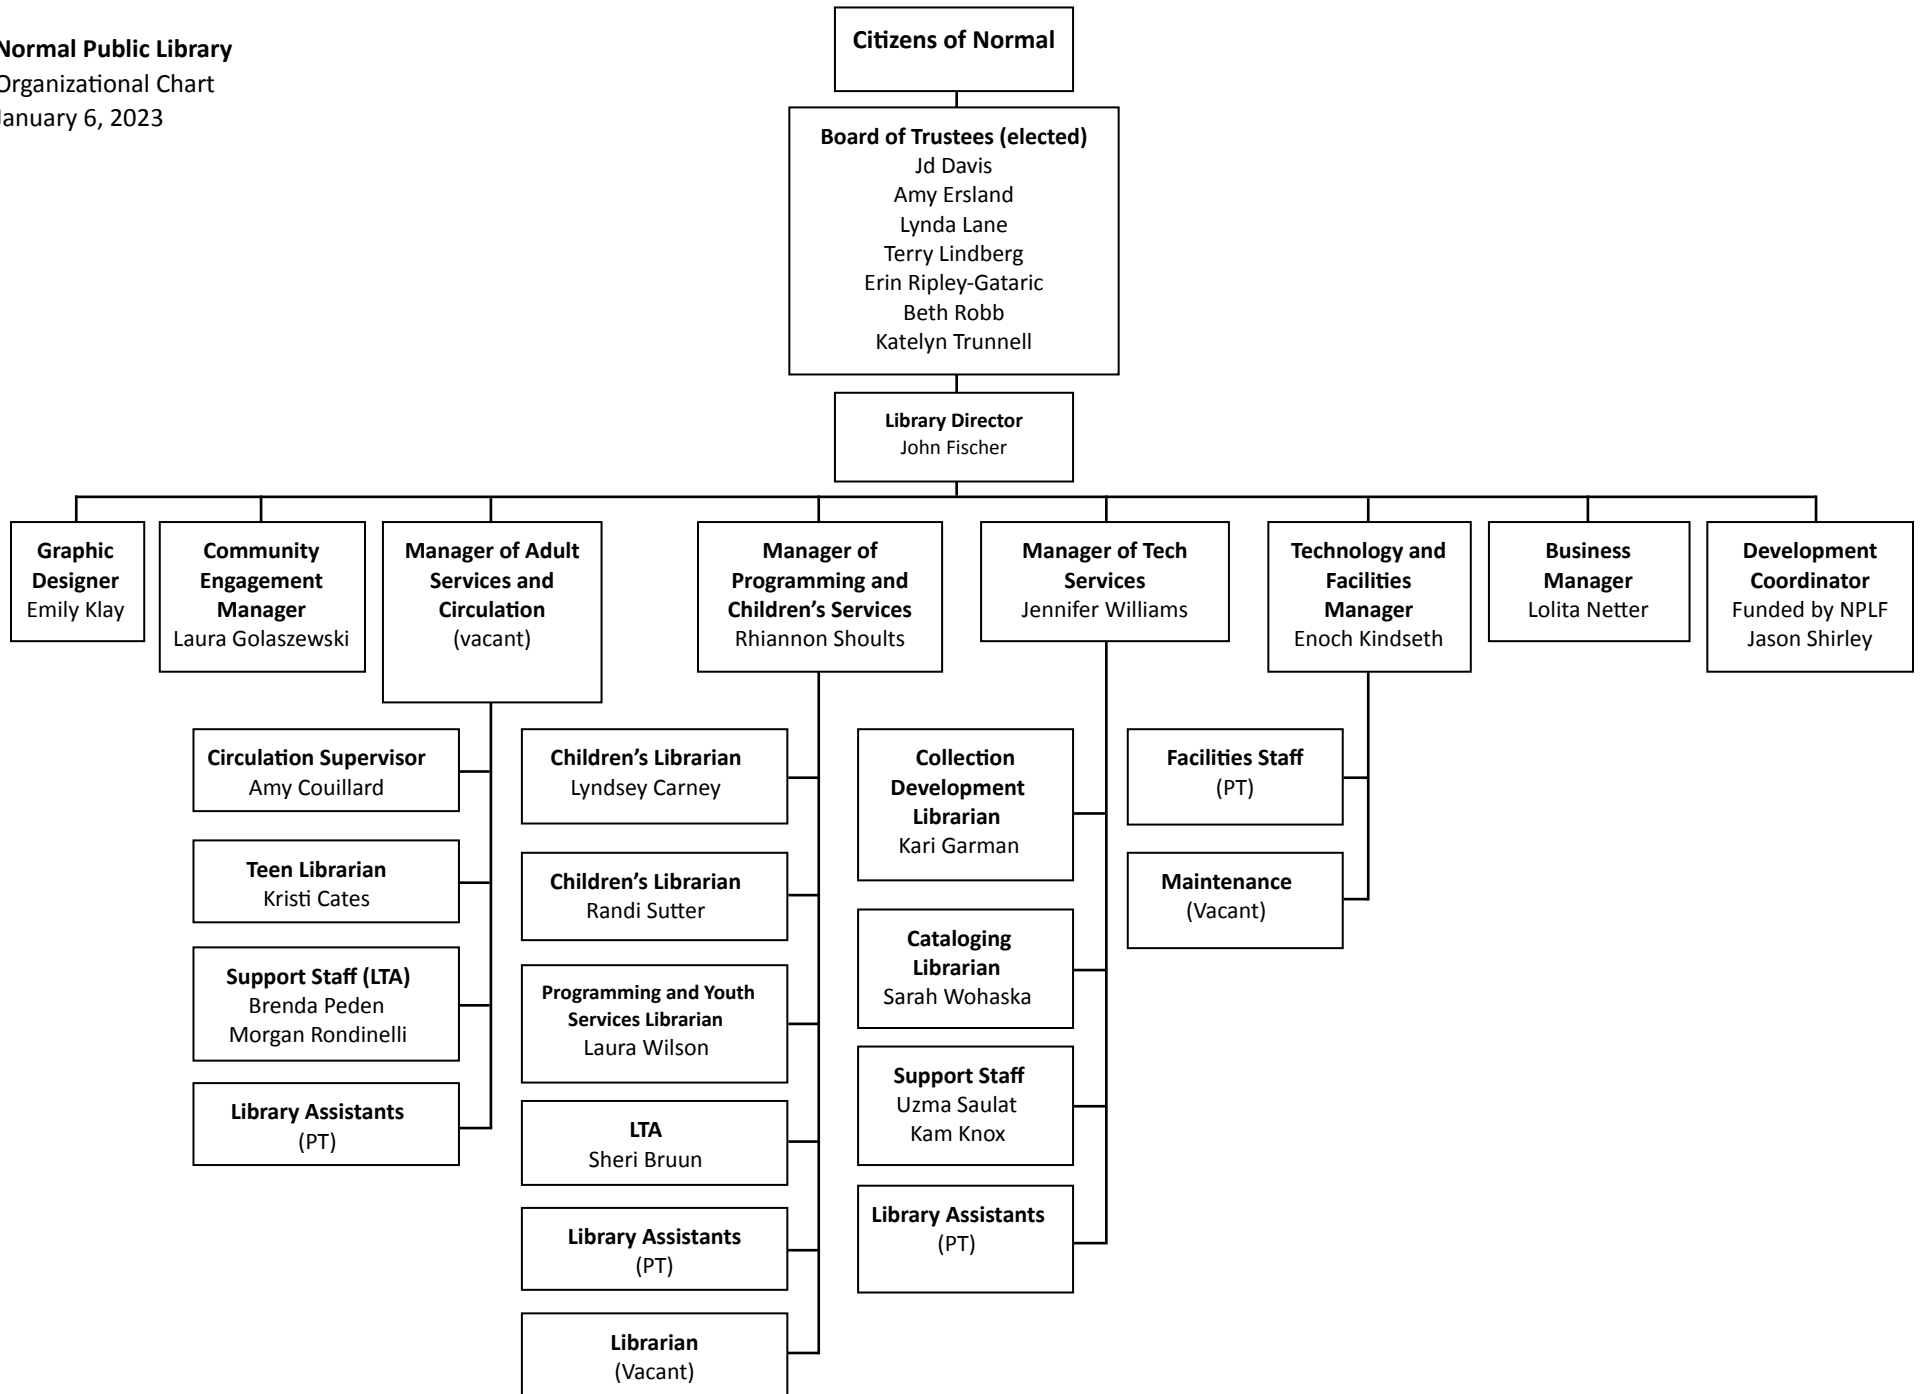 Normal Public Library
Organizational Chart
January 6, 2023
Citizens of Normal
Board of Trustees (elected)
Jd Davis
Amy Ersland
Lynda Lane
Terry Lindberg
Erin Ripley-Gataric
Beth Robb
Katelyn Trunnell
Library Director
John Fischer
Graphic
Designer
Emily Klay
Community
Engagement
Manager
Laura Golaszewski
Manager of Adult
Services and
Circulation
(vacant)
Manager of
Programming and
Children’s Services
Rhiannon Shoults
Manager of Tech
Services
Jennifer Williams
Technology and
Facilities
Manager
Enoch Kindseth
Business
Manager
Lolita Netter
Development
Coordinator
Funded by NPLF
Jason Shirley
Circulation Supervisor
Amy Couillard
Teen Librarian
Kristi Cates
Support Staff (LTA)
Brenda Peden
Morgan Rondinelli
Library Assistants
(PT)
Children’s Librarian
Lyndsey Carney
Children’s Librarian
Randi Sutter
Programming and Youth
Services Librarian
Laura Wilson
LTA
Sheri Bruun
Library Assistants
(PT)
Librarian
(Vacant)
Collection
Development
Librarian
Kari Garman
Cataloging
Librarian
Sarah Wohaska
Support Staff
Uzma Saulat
Kam Knox
Library Assistants
(PT)
Facilities Staff
(PT)
Maintenance
(Vacant)